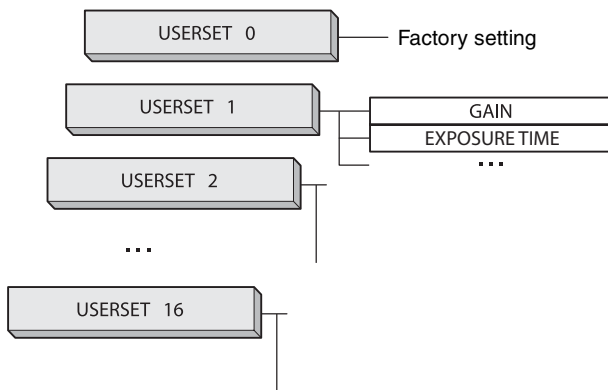 USERSET 0
Factory setting
USERSET 1
GAIN
EXPOSURE TIME
...
USERSET 2
...
USERSET 16